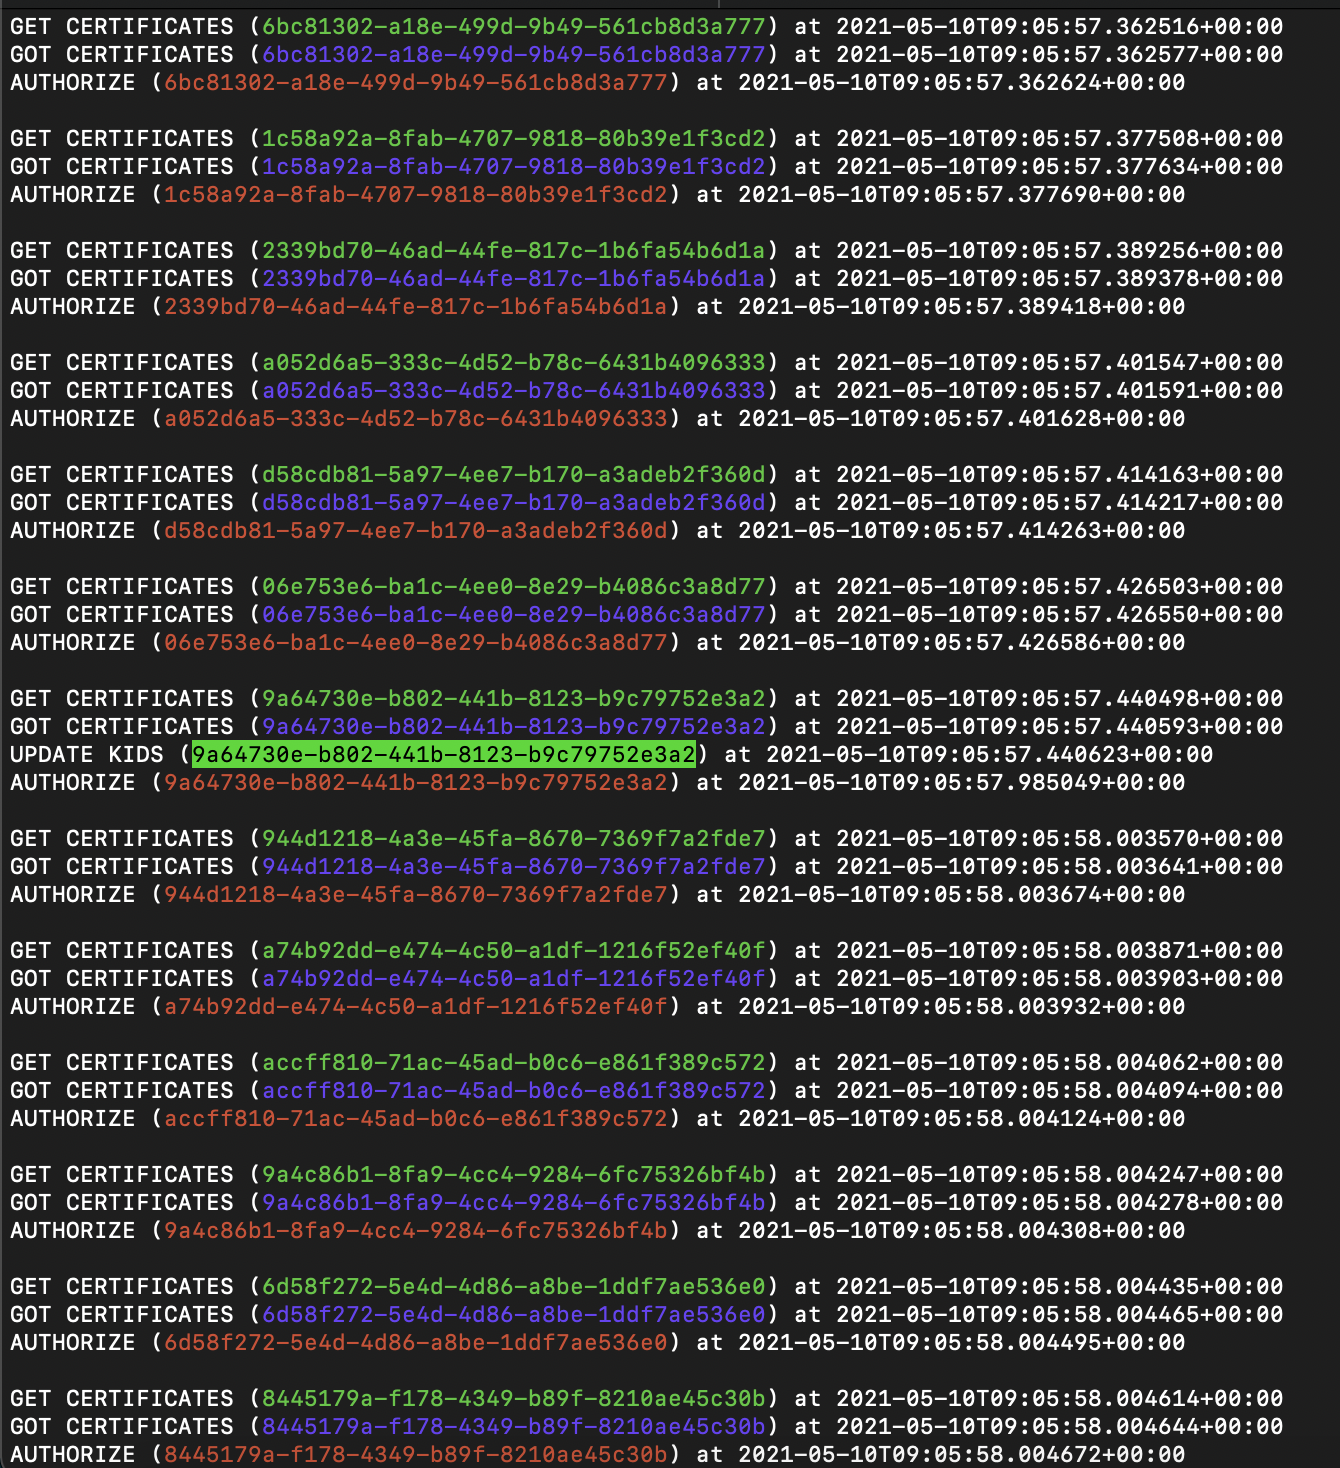 GET CERTIFICATES (6bc81302-a18e-499d-9b49-561cb8d3a777) at 2021-05-10T09:05:57.362516+00:00
GOT CERTIFICATES (6bc81302-a18e-499d-9b49-561cb8d3a777) at 2021-05-10T09:05:57.362577+00:00
AUTHORIZE (6bc81302-a18e-499d-9b49-561cb8d3a777) at 2021-05-10T09:05:57.362624+00:00
GET CERTIFICATES (1c58a92a-8fab-4707-9818-80b39e1f3cd2) at 2021-05-10T09:05:57.377508+00:00
GOT CERTIFICATES (1c58a92a-8fab-4707-9818-80b39e1f3cd2) at 2021-05-10T09:05:57.377634+00:00
AUTHORIZE (1c58a92a-8fab-4707-9818-80b39e1f3cd2) at 2021-05-10T09:05:57.377690+00:00
GET CERTIFICATES (2339bd70-46ad-44fe-817c-1b6fa54b6d1a) at 2021-05-10T09:05:57.389256+00:00
GOT CERTIFICATES (2339bd70-46ad-44fe-817c-1b6fa54b6d1a) at 2021-05-10T09:05:57.389378+00:00
AUTHORIZE (2339bd70-46ad-44fe-817c-1b6fa54b6d1a) at 2021-05-10T09:05:57.389418+00:00
GET CERTIFICATES (a052d6a5-333c-4d52-b78c-6431b4096333) at 2021-05-10T09:05:57.401547+00:00
GOT CERTIFICATES (a052d6a5-333c-4d52-b78c-6431b4096333) at 2021-05-10T09:05:57.401591+00:00
AUTHORIZE (a052d6a5-333c-4d52-b78c-6431b4096333) at 2021-05-10T09:05:57.401628+00:00
GET CERTIFICATES (d58cdb81-5a97-4ee7-b170-a3adeb2f360d) at 2021-05-10T09:05:57.414163+00:00
GOT CERTIFICATES (d58cdb81-5a97-4ee7-b170-a3adeb2f360d) at 2021-05-10T09:05:57.414217+00:00
AUTHORIZE (d58cdb81-5a97-4ee7-b170-a3adeb2f360d) at 2021-05-10T09:05:57.414263+00:00
GET CERTIFICATES (06e753e6-ba1c-4ee0-8e29-b4086c3a8d77) at 2021-05-10T09:05:57.426503+00:00
GOT CERTIFICATES (06e753e6-ba1c-4ee0-8e29-b4086c3a8d77) at 2021-05-10T09:05:57.426550+00:00
AUTHORIZE (06e753e6-ba1c-4ee0-8e29-b4086c3a8d77) at 2021-05-10T09:05:57.426586+00:00
GET CERTIFICATES (9a64730e-b802-441b-8123-b9c79752e3a2) at 2021-05-10T09:05:57.440498+00:00
GOT CERTIFICATES (9a64730e-b802-441b-8123-b9c79752e3a2) at 2021-05-10T09:05:57.440593+00:00
UPDATE KIDS (9a64730e-b802-441b-8123-b9c79752e3a2) at 2021-05-10T09:05:57.440623+00:00
AUTHORIZE (9a64730e-b802-441b-8123-b9c79752e3a2) at 2021-05-10T09:05:57.985049+00:00
GET CERTIFICATES (944d1218-4a3e-45fa-8670-7369f7a2fde7) at 2021-05-10T09:05:58.003570+00:00
GOT CERTIFICATES (944d1218-4a3e-45fa-8670-7369f7a2fde7) at 2021-05-10T09:05:58.003641+00:00
AUTHORIZE (944d1218-4a3e-45fa-8670-7369f7a2fde7) at 2021-05-10T09:05:58.003674+00:00
GET CERTIFICATES (a74b92dd-e474-4c50-a1df-1216f52ef40f) at 2021-05-10T09:05:58.003871+00:00
GOT CERTIFICATES (a74b92dd-e474-4c50-a1df-1216f52ef40f) at 2021-05-10T09:05:58.003903+00:00
AUTHORIZE (a74b92dd-e474-4c50-a1df-1216f52ef40f) at 2021-05-10T09:05:58.003932+00:00
GET CERTIFICATES (accff810-71ac-45ad-b0c6-e861f389c572) at 2021-05-10T09:05:58.004062+00:00
GOT CERTIFICATES (accff810-71ac-45ad-b0c6-e861f389c572) at 2021-05-10T09:05:58.004094+00:00
AUTHORIZE (accff810-71ac-45ad-b0c6-e861f389c572) at 2021-05-10T09:05:58.004124+00:00
GET CERTIFICATES (9a4c86b1-8fa9-4cc4-9284-6fc75326bf4b) at 2021-05-10T09:05:58.004247+00:00
GOT CERTIFICATES (9a4c86b1-8fa9-4cc4-9284-6fc75326bf4b) at 2021-05-10T09:05:58.004278+00:00
AUTHORIZE (9a4c86b1-8fa9-4cc4-9284-6fc75326bf4b) at 2021-05-10T09:05:58.004308+00:00
GET CERTIFICATES (6d58f272-5e4d-4d86-a8be-1ddf7ae536e0) at 2021-05-10T09:05:58.004435+00:00
GOT CERTIFICATES (6d58f272-5e4d-4d86-a8be-1ddf7ae536e0) at 2021-05-10T09:05:58.004465+00:00
AUTHORIZE (6d58f272-5e4d-4d86-a8be-1ddf7ae536e0) at 2021-05-10T09:05:58.004495+00:00
GET CERTIFICATES (8445179a-f178-4349-b89f-8210ae45c30b) at 2021-05-10T09:05:58.004614+00:00
GOT CERTIFICATES (8445179a-f178-4349-b89f-8210ae45c30b) at 2021-05-10T09:05:58.004644+00:00
AUTHORIZE (8445179a-f178-4349-b89f-8210ae45c30b) at 2021-05-10T09:05:58.004672+00:00